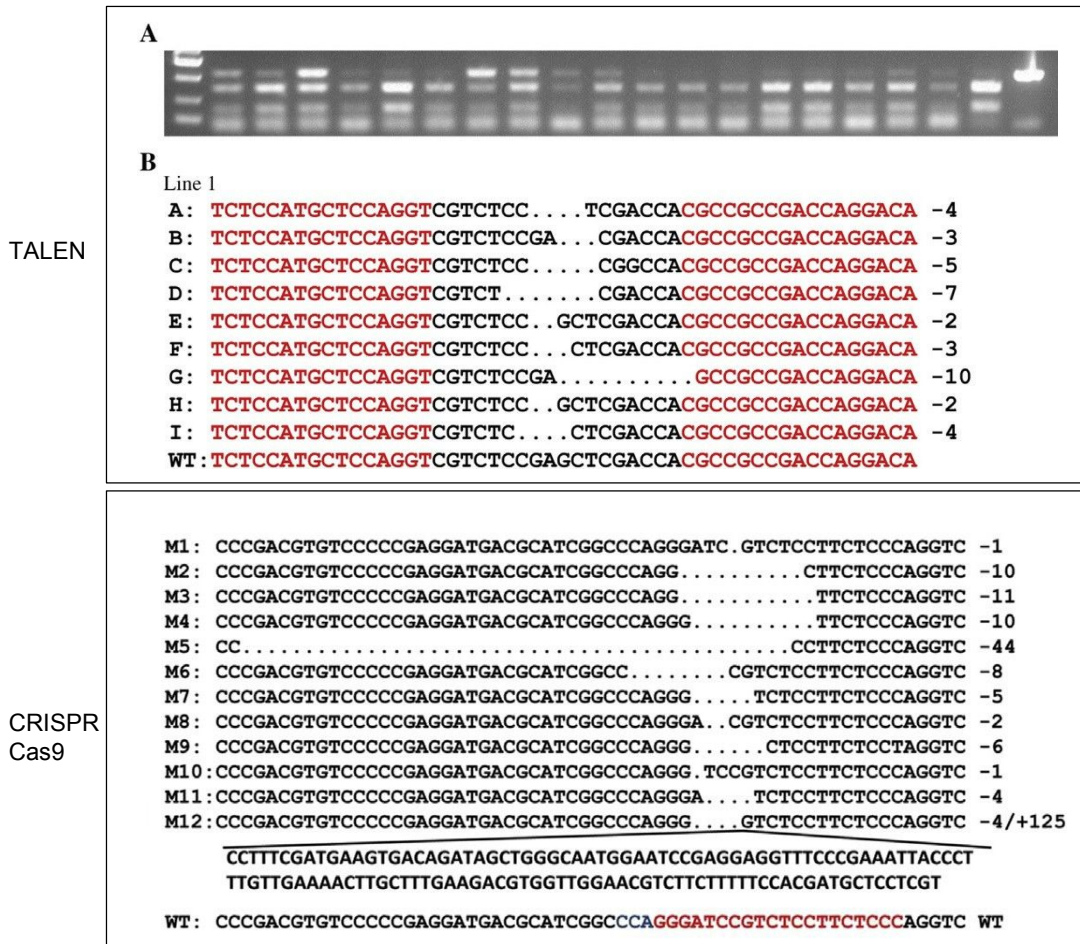 A
B
Line 1
A: TCTCCATGCTCCAGGTCGTCTCC....TCGACCACGCCGCCGACCAGGACA -4
B: TCTCCATGCTCCAGGTCGTCTCCGA...CGACCACGCCGCCGACCAGGACA -3
C: TCTCCATGCTCCAGGTCGTCTCC.....CGGCCACGCCGCCGACCAGGACA -5
TALEN
D: TCTCCATGCTCCAGGTCGTCT.......CGACCACGCCGCCGACCAGGACA -7
E: TCTCCATGCTCCAGGTCGTCTCC..GCTCGACCACGCCGCCGACCAGGACA -2
F: TCTCCATGCTCCAGGTCGTCTCC...CTCGACCACGCCGCCGACCAGGACA -3
G: TCTCCATGCTCCAGGTCGTCTCCGA..........GCCGCCGACCAGGACA -10
H: TCTCCATGCTCCAGGTCGTCTCC..GCTCGACCACGCCGCCGACCAGGACA -2
I: TCTCCATGCTCCAGGTCGTCTC....CTCGACCACGCCGCCGACCAGGACA -4
WT: TCTCCATGCTCCAGGTCGTCTCCGAGCTCGACCACGCCGCCGACCAGGACA
M1: CCCGACGTGTCCCCCGAGGATGACGCATCGGCCCAGGGATC.GTCTCCTTCTCCCAGGTC -1
M2: CCCGACGTGTCCCCCGAGGATGACGCATCGGCCCAGG..........CTTCTCCCAGGTC -10
M3: CCCGACGTGTCCCCCGAGGATGACGCATCGGCCCAGG...........TTCTCCCAGGTC -11
M4: CCCGACGTGTCCCCCGAGGATGACGCATCGGCCCAGGG..........TTCTCCCAGGTC -10
M5: CC............................................CCTTCTCCCAGGTC -44
M6: CCCGACGTGTCCCCCGAGGATGACGCATCGGCC........CGTCTCCTTCTCCCAGGTC -8
M7: CCCGACGTGTCCCCCGAGGATGACGCATCGGCCCAGGG.....TCTCCTTCTCCCAGGTC -5
CRISPR
Cas9
M8: CCCGACGTGTCCCCCGAGGATGACGCATCGGCCCAGGGA..CGTCTCCTTCTCCCAGGTC -2
M9: CCCGACGTGTCCCCCGAGGATGACGCATCGGCCCAGGG......CTCCTTCTCCTAGGTC -6
M10: CCCGACGTGTCCCCCGAGGATGACGCATCGGCCCAGGG.TCCGTCTCCTTCTCCCAGGTC -1
M11: CCCGACGTGTCCCCCGAGGATGACGCATCGGCCCAGGGA....TCTCCTTCTCCCAGGTC -4
M12: CCCGACGTGTCCCCCGAGGATGACGCATCGGCCCAGGG....GTCTCCTTCTCCCAGGTC -4/+125
CCTTTCGATGAAGTGACAGATAGCTGGGCAATGGAATCCGAGGAGGTTTCCCGAAATTACCCT
TTGTTGAAAACTTGCTTTGAAGACGTGGTTGGAACGTCTTCTTTTTCCACGATGCTCCTCGT
WT: CCCGACGTGTCCCCCGAGGATGACGCATCGGCCCAGGGATCCGTCTCCTTCTCCCAGGTC WT